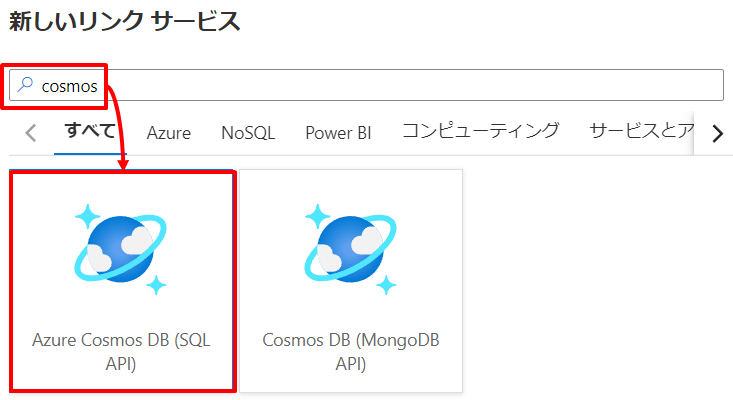 新しいリンク サービス
cosmos
すべて Azure NoSQL Power BI コンピューティング サービスとア
Azure Cosmos DB (SQL
API)
Cosmos DB (MongoDB
API)